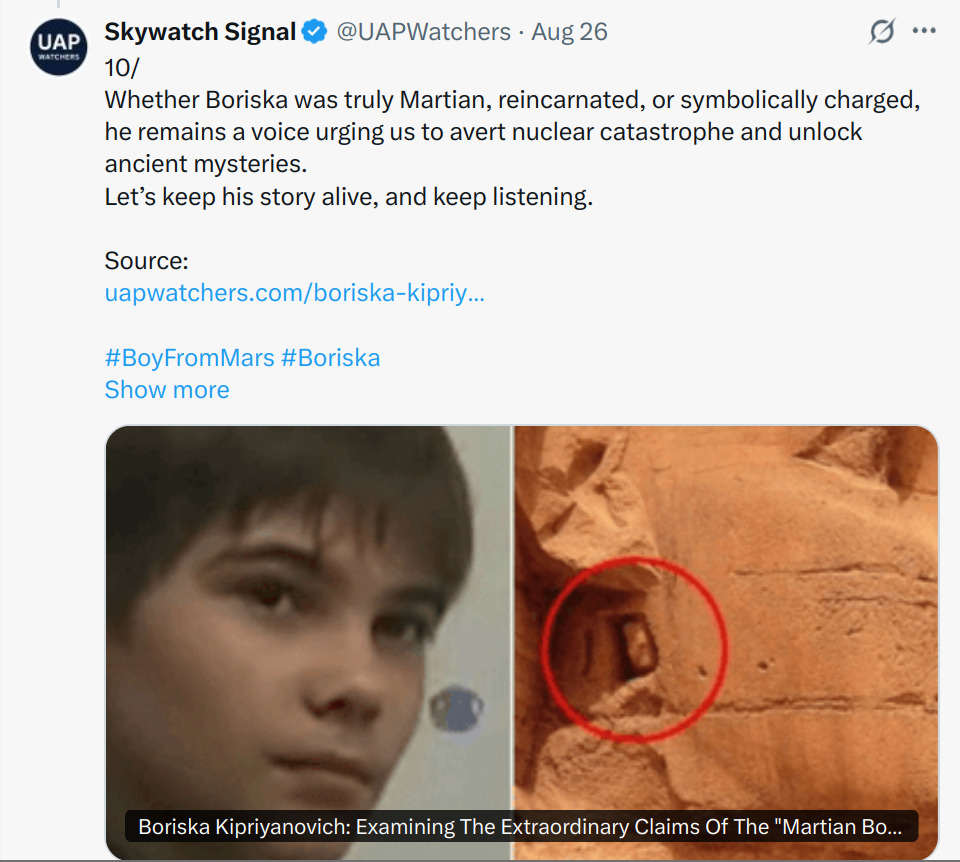 UAP
WATCHERS
Skywatch Signal @UAPWatchers · Aug 26
10/
Whether Boriska was truly Martian, reincarnated, or symbolically charged,
he remains a voice urging us to avert nuclear catastrophe and unlock
ancient mysteries.
Let’s keep his story alive, and keep listening.
Source:
uapwatchers.com/boriska-kipriy...
#BoyFromMars #Boriska
Show more
Boriska Kipriyanovich: Examining The Extraordinary Claims Of The "Martian Bo...